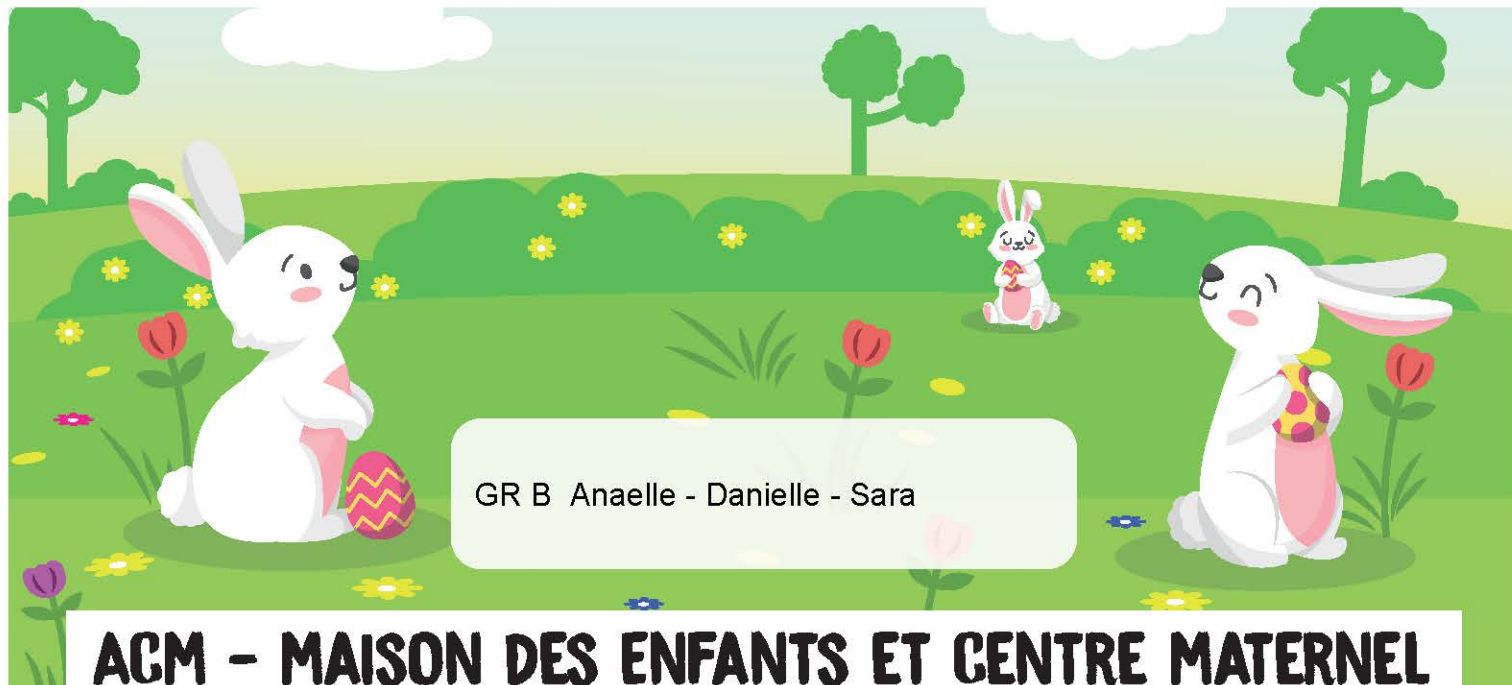 GR B Anaelle - Danielle - Sara
ACM - MAISON DES ENFANTS ET CENTRE MATERNEL